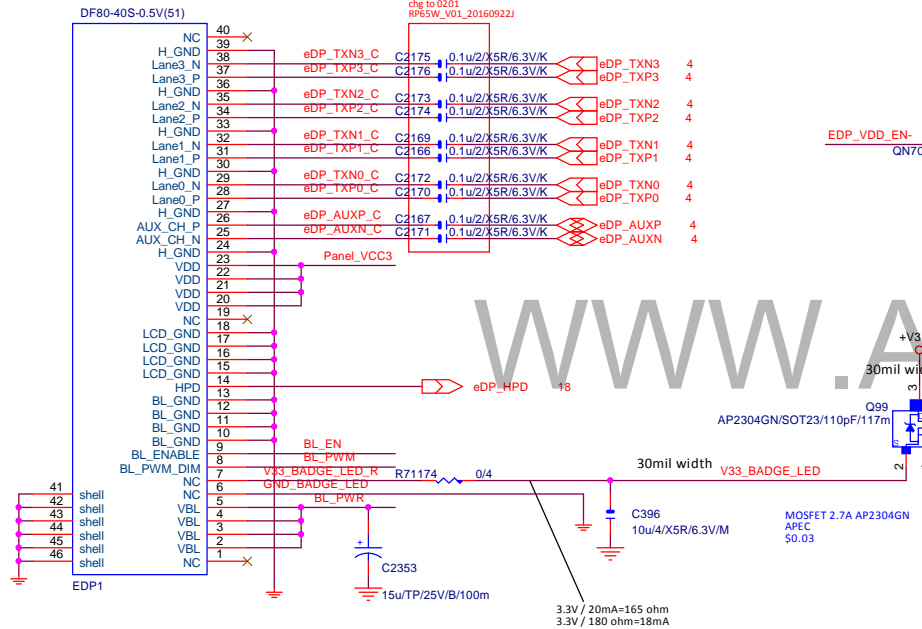 DF80-40S-0.5V(51)
chg to 0201
RP65W_V01_20160922J
40
NC
39
H_GND
38
Lane3_N
eDP_TXN3_C
C2175
0.1u/2/X5R/6.3V/K
eDP_TXN3 4
37
Lane3_P
eDP_TXP3_C
C2176
0.1u/2/X5R/6.3V/K
eDP_TXP3 4
36
H_GND
35
Lane2_N
eDP_TXN2_C
C2173
0.1u/2/X5R/6.3V/K
eDP_TXN2 4
34
Lane2_P
eDP_TXP2_C
C2174
0.1u/2/X5R/6.3V/K
eDP_TXP2 4
33
H_GND
32
Lane1_N
eDP_TXN1_C
C2169
0.1u/2/X5R/6.3V/K
eDP_TXN1 4
31
Lane1_P
eDP_TXP1_C
C2166
0.1u/2/X5R/6.3V/K
eDP_TXP1 4
30
H_GND
29
Lane0_N
eDP_TXN0_C
C2172
0.1u/2/X5R/6.3V/K
eDP_TXN0 4
28
Lane0_P
eDP_TXP0_C
C2170
0.1u/2/X5R/6.3V/K
eDP_TXP0 4
27
H_GND
26
AUX_CH_P
eDP_AUXP_C
C2167
0.1u/2/X5R/6.3V/K
eDP_AUXP 4
25
AUX_CH_N
eDP_AUXN_C
C2171
0.1u/2/X5R/6.3V/K
eDP_AUXN 4
24
H_GND
23
VDD
Panel_VCC3
22
VDD
21
VDD
20
VDD
19
NC
18
LCD_GND
17
LCD_GND
16
LCD_GND
15
LCD_GND
14
HPD
eDP_HPD 18
13
BL_GND
12
BL_GND
11
BL_GND
10
BL_GND
9
BL_ENABLE
BL_EN
8
BL_PWM_DIM
BL_PWM
7
NC
V33_BADGE_LED_R
R71174
0/4
30mil width
V33_BADGE_LED
6
NC
GND_BADGE_LED
5
VBL
BL_PWR
4
VBL
3
VBL
2
VBL
1
NC
41
shell
42
shell
43
shell
44
shell
45
shell
46
shell
EDP1
+
C2353
15u/TP/25V/B/100m
C396
10u/4/X5R/6.3V/M
3.3V / 20mA=165 ohm
3.3V / 180 ohm=18mA
EDP_VDD_EN-
QN70
WWW.A
+V3
30mil wid
3
Q99
AP2304GN/SOT23/110pF/117m
S
2
MOSFET 2.7A AP2304GN
APEC
$0.03